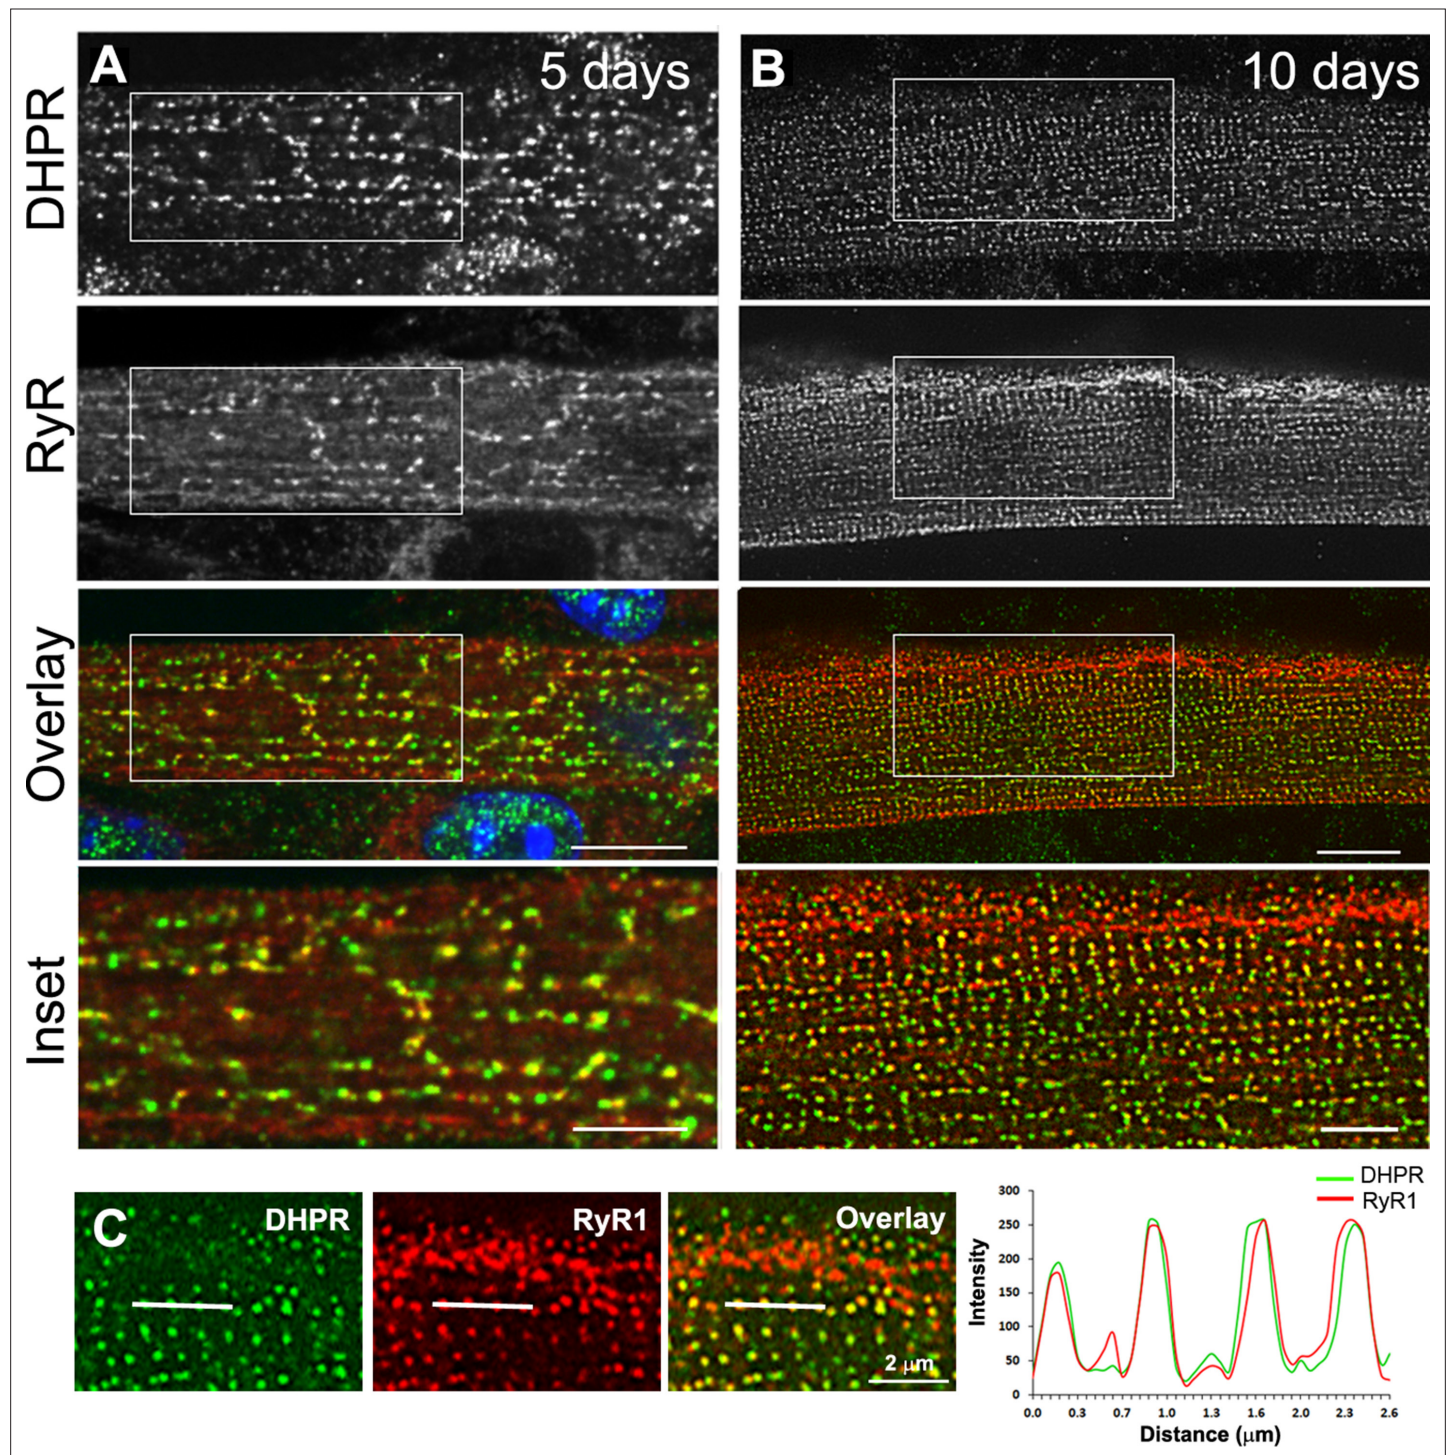 A
5 days
B
10 days
DHPR
RyR
Overlay
Inset
C
DHPR
RyR1
Overlay
2 μm
DHPR
RyR1
Intensity
300
250
200
150
100
50
0
0.0 0.3 0.7 1.0 1.3 1.6 2.0 2.3 2.6
Distance (μm)